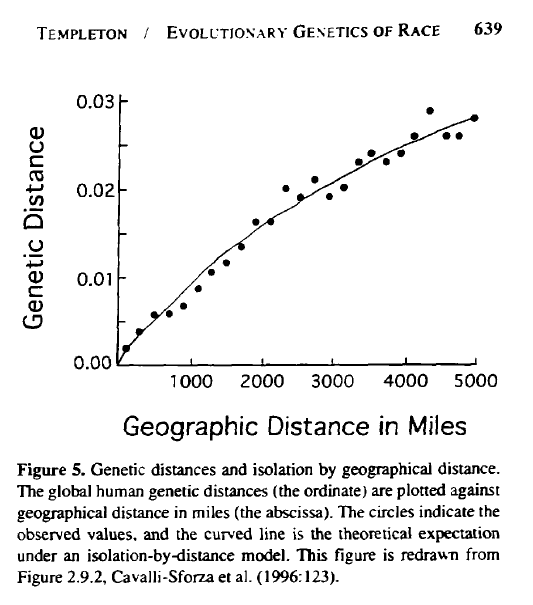 TEMPLETON / EVOLUTIONARY GENETICS OF RACE 639
Genetic Distance
0.03
0.02
0.01
0.00
1000 2000 3000 4000 5000
Geographic Distance in Miles
Figure 5. Genetic distances and isolation by geographical distance.
The global human genetic distances (the ordinate) are plotted against
geographical distance in miles (the abscissa). The circles indicate the
observed values, and the curved line is the theoretical expectation
under an isolation-by-distance model. This figure is redrawn from
Figure 2.9.2, Cavalli-Sforza et al. (1996:123).